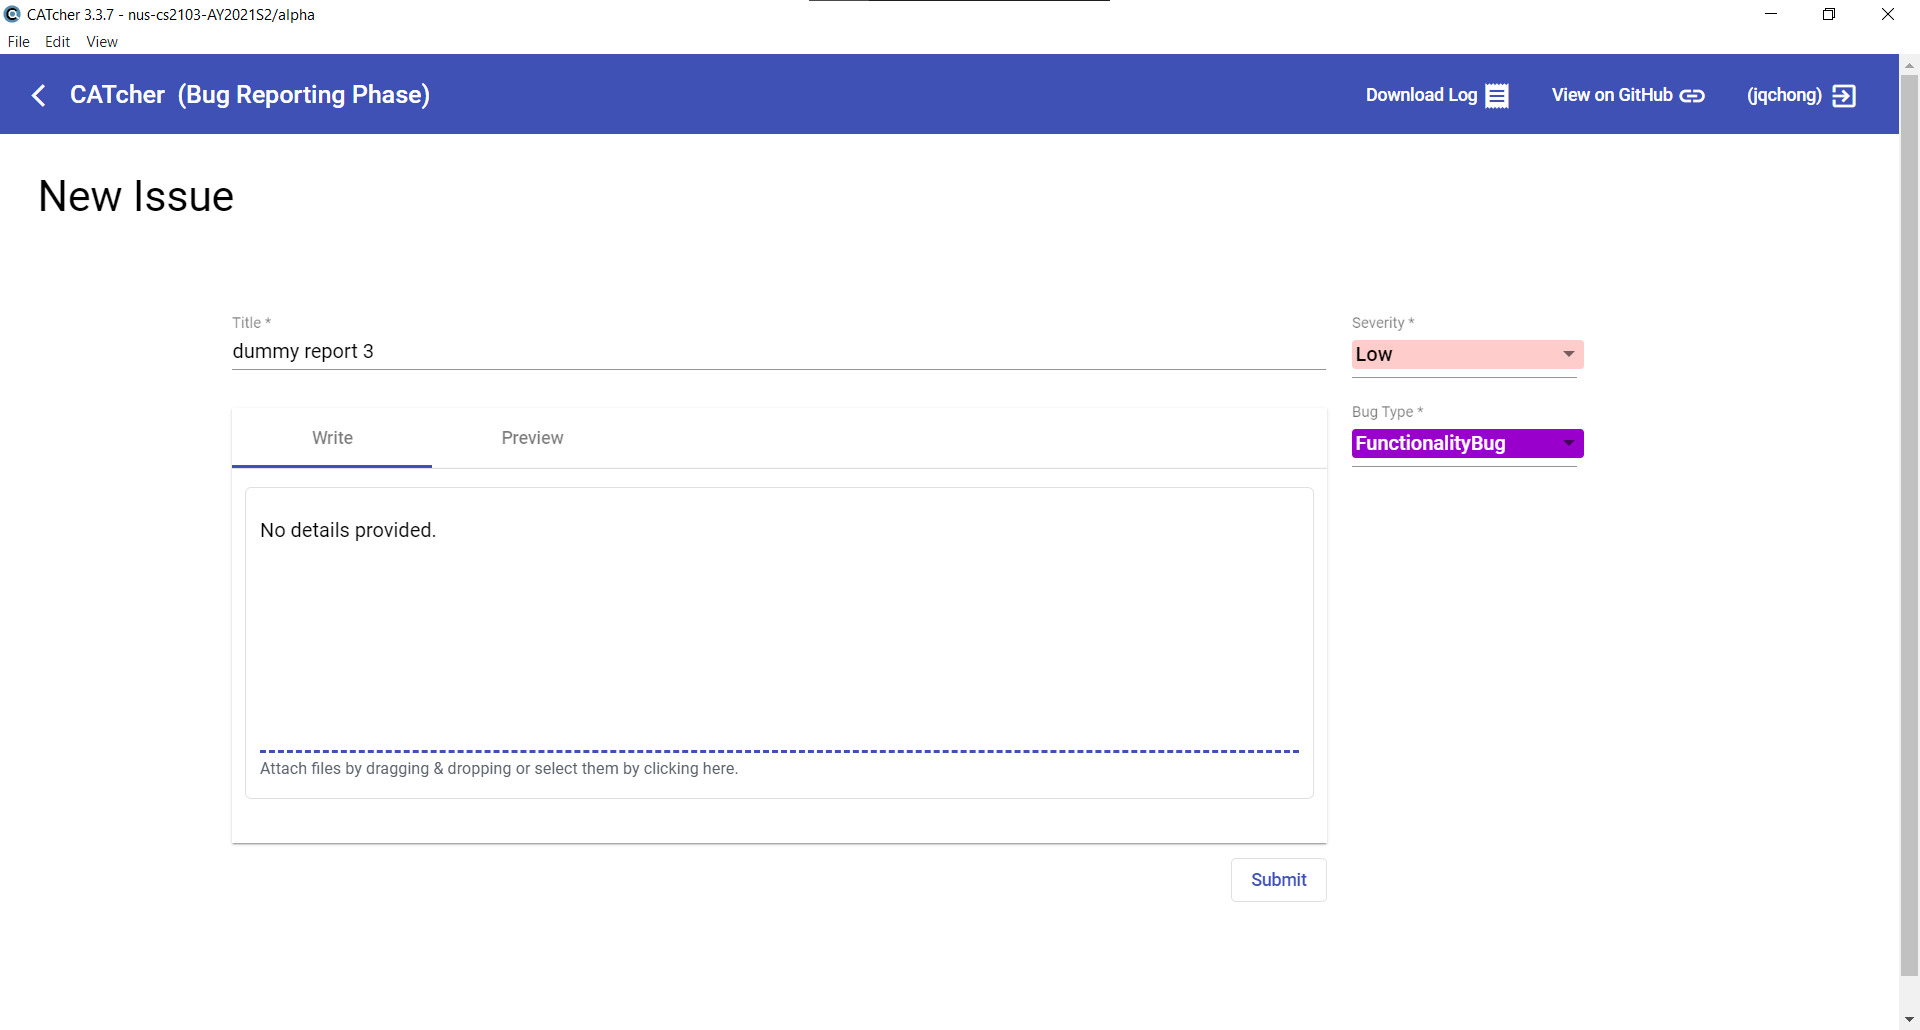 CATcher 3.3.7 - nus-cs2103-AY2021S2/alpha
File Edit View
CATcher (Bug Reporting Phase) Download Log View on GitHub (jqchong)
New Issue
Title * Severity *
dummy report 3 Low
Bug Type *
Write Preview FunctionalityBug
No details provided.
Attach files by dragging & dropping or select them by clicking here.
Submit